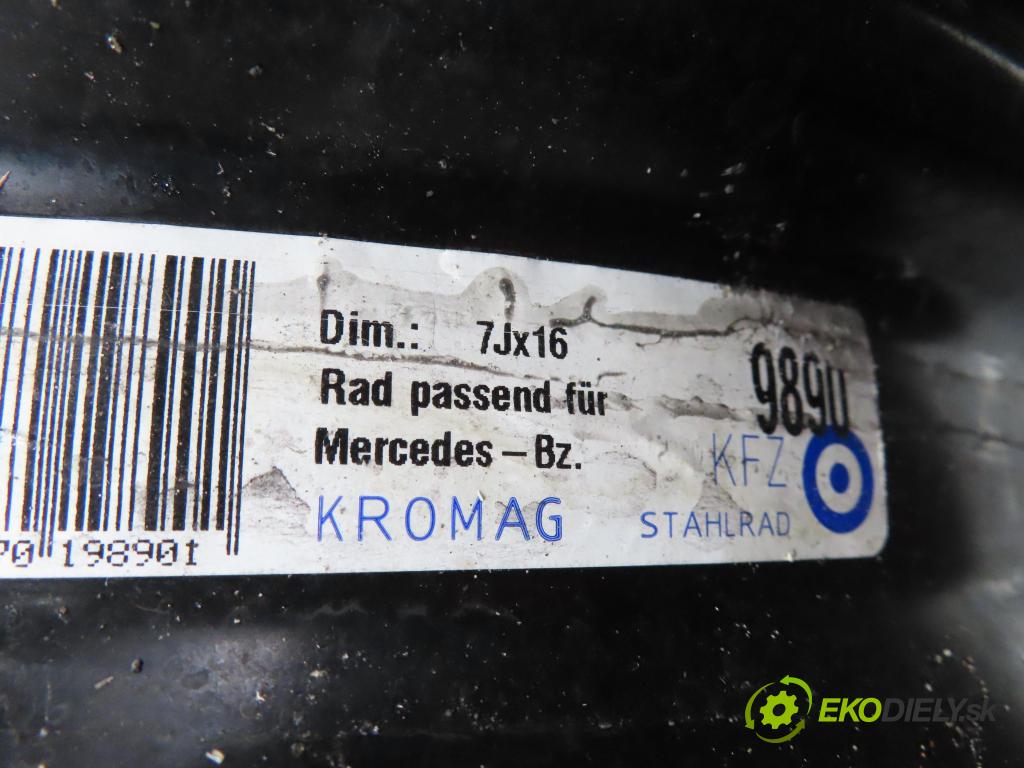 Dim.: 7Jx16
Rad passend für
Mercedes – Bz.
9890
KFZ
KROMAG
STAHLRAD
198901
EKODIELY.sk